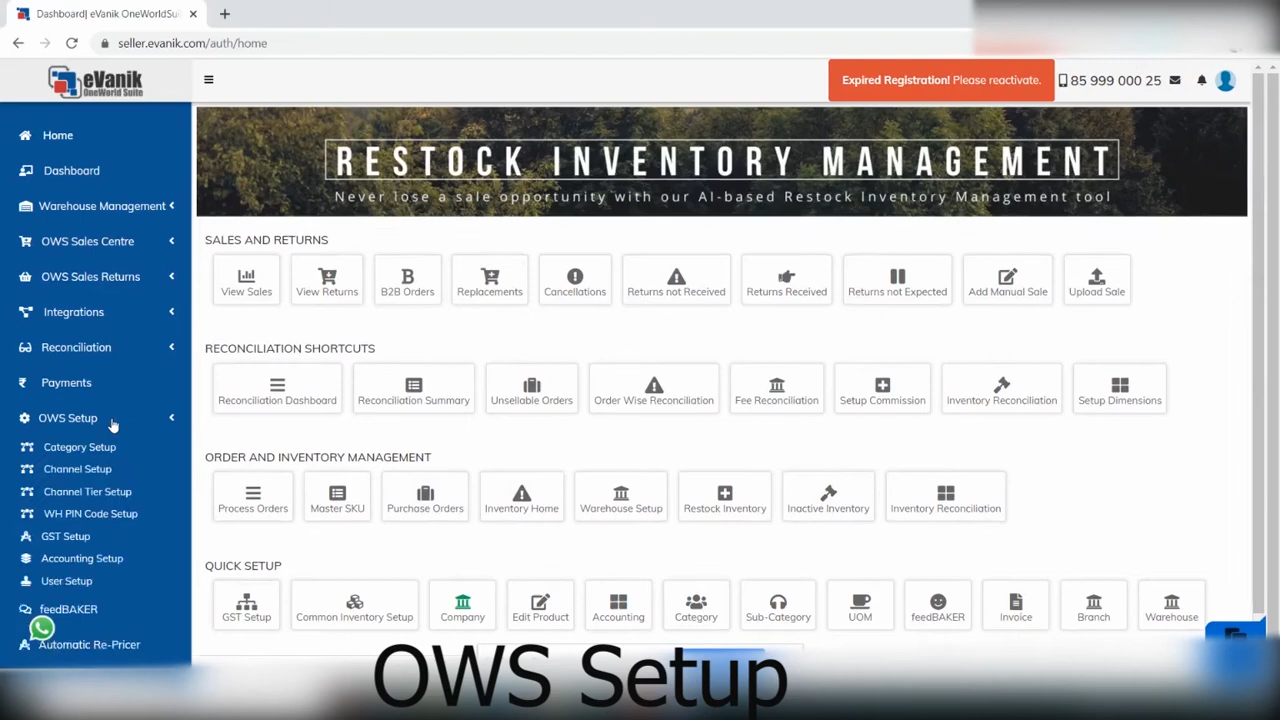 Dashboard| eVanik OneWorldSui
seller.evanik.com/auth/home
eVanik
OneWorld Suite
Expired Registration! Please reactivate.
85 999 000 25
Home
Dashboard
Warehouse Management
OWS Sales Centre
OWS Sales Returns
Integrations
Reconciliation
Payments
OWS Setup
Category Setup
Channel Setup
Channel Tier Setup
WH PIN Code Setup
GST Setup
Accounting Setup
User Setup
feedBAKER
Automatic Re-Pricer
RESTOCK INVENTORY MANAGEMENT
Never lose a sale opportunity with our AI-based Restock Inventory Management tool
SALES AND RETURNS
View Sales
View Returns
B2B Orders
Replacements
Cancellations
Returns not Received
Returns Received
Returns not Expected
Add Manual Sale
Upload Sale
RECONCILIATION SHORTCUTS
Reconciliation Dashboard
Reconciliation Summary
Unsellable Orders
Order Wise Reconciliation
Fee Reconciliation
Setup Commission
Inventory Reconciliation
Setup Dimensions
ORDER AND INVENTORY MANAGEMENT
Process Orders
Master SKU
Purchase Orders
Inventory Home
Warehouse Setup
Restock Inventory
Inactive Inventory
Inventory Reconciliation
QUICK SETUP
GST Setup
Common Inventory Setup
Company
Edit Product
Accounting
Category
Sub-Category
UOM
feedBAKER
Invoice
Branch
Warehouse
OWS Setup